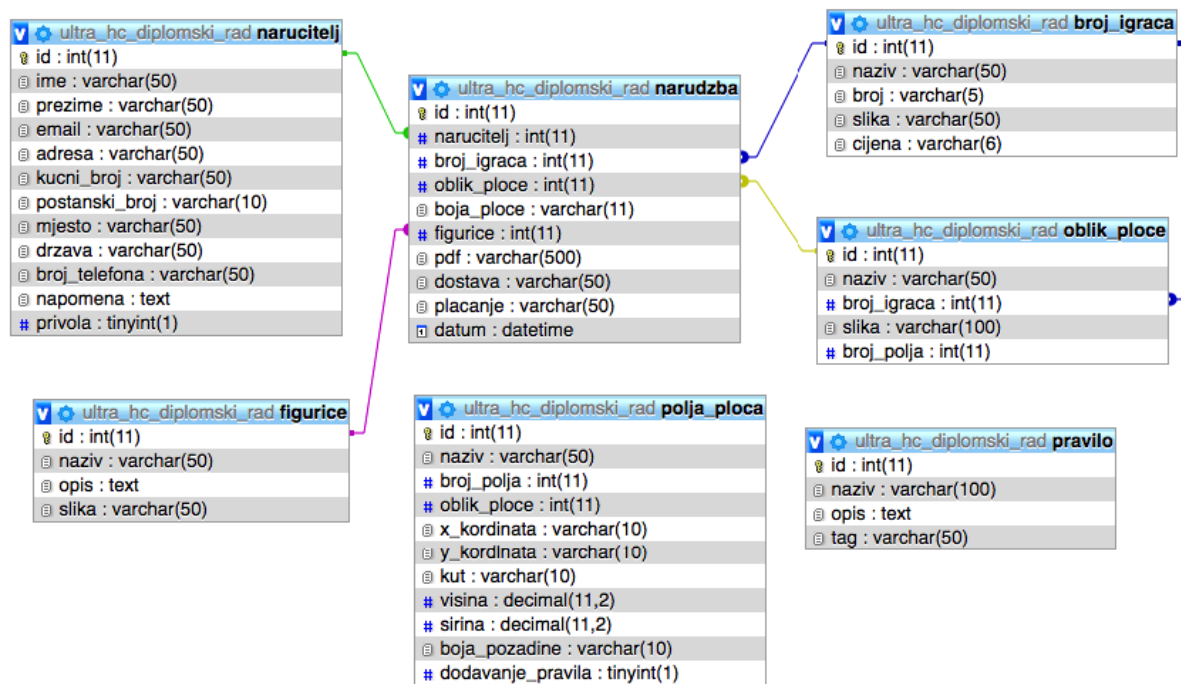 ultra_hc_diplomski_rad narucitelj
id : int(11)
ime : varchar(50)
prezime : varchar(50)
email : varchar(50)
adresa : varchar(50)
kucni_broj : varchar(50)
postanski_broj : varchar(10)
mjesto : varchar(50)
drzava : varchar(50)
broj_telefona : varchar(50)
napomena : text
# privola : tinyint(1)
ultra_hc_diplomski_rad narudzba
id : int(11)
# narucitelj : int(11)
# broj_igraca : int(11)
# oblik_ploce : int(11)
boja_ploce : varchar(11)
# figurice : int(11)
pdf : varchar(500)
dostava : varchar(50)
placanje : varchar(50)
datum : datetime
ultra_hc_diplomski_rad broj_igraca
id : int(11)
naziv : varchar(50)
broj : varchar(5)
slika : varchar(50)
cijena : varchar(6)
ultra_hc_diplomski_rad oblik_ploce
id : int(11)
naziv : varchar(50)
# broj_igraca : int(11)
slika : varchar(100)
# broj_polja : int(11)
ultra_hc_diplomski_rad figurice
id : int(11)
naziv : varchar(50)
opis : text
slika : varchar(50)
ultra_hc_diplomski_rad polja_ploca
id : int(11)
naziv : varchar(50)
# broj_polja : int(11)
# oblik_ploce : int(11)
x_kordinata : varchar(10)
y_kordinata : varchar(10)
kut : varchar(10)
# visina : decimal(11,2)
# sirina : decimal(11,2)
boja_pozadine : varchar(10)
# dodavanje_pravila : tinyint(1)
ultra_hc_diplomski_rad pravilo
id : int(11)
naziv : varchar(100)
opis : text
tag : varchar(50)